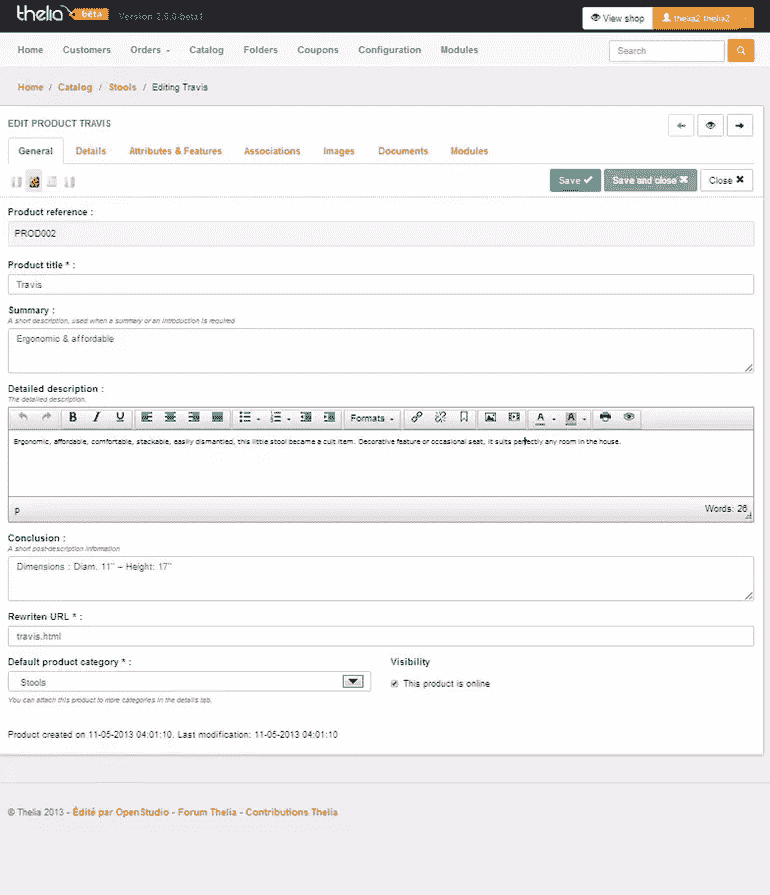 thelia beta Version 2.0.0-beta1
View shop thelia2 thelia2
Home Customers Orders Catalog Folders Coupons Configuration Modules Search
Home / Catalog / Stools / Editing Travis
EDIT PRODUCT TRAVIS
General Details Attributes & Features Associations Images Documents Modules
Save Save and close Close
Product reference :
PROD002
Product title * :
Travis
Summary :
A short description, used when a summary or an introduction is required
Ergonomic & affordable
Detailed description :
The detailed description.
B I U Formats A A
Ergonomic, affordable, comfortable, stackable, easily dismantled, this little stool became a cult item. Decorative feature or occasional seat, it suits perfectly any room in the house.
p Words: 26
Conclusion :
A short post-description information
Dimensions : Diam. 11" – Height: 17"
Rewriten URL * :
travis.html
Default product category * : Visibility
Stools This product is online
You can attach this product to more categories in the details tab.
Product created on 11-05-2013 04:01:10. Last modification: 11-05-2013 04:01:10
© Thelia 2013 - Édité par OpenStudio - Forum Thelia - Contributions Thelia